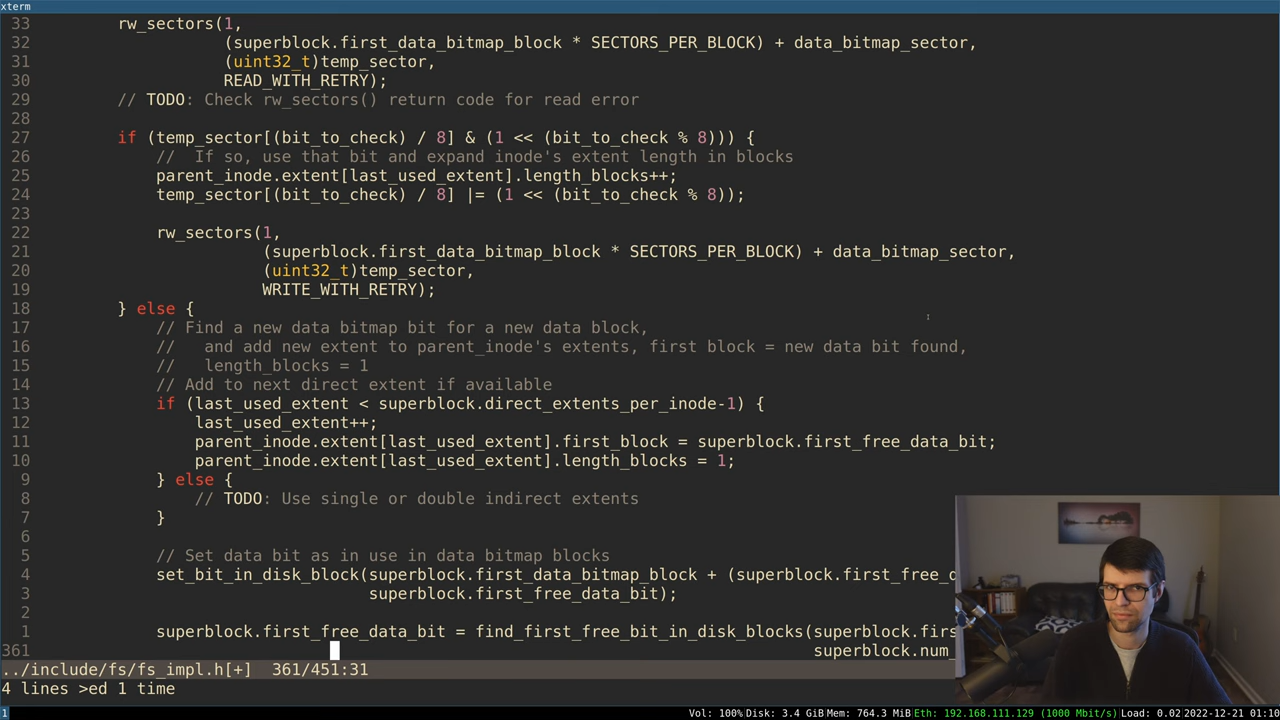 xterm
33 rw_sectors(1,
32 (superblock.first_data_bitmap_block * SECTORS_PER_BLOCK) + data_bitmap_sector,
31 (uint32_t)temp_sector,
30 READ_WITH_RETRY);
29 // TODO: Check rw_sectors() return code for read error
28
27 if (temp_sector[(bit_to_check) / 8] & (1 << (bit_to_check % 8))) {
26 //  If so, use that bit and expand inode's extent length in blocks
25 parent_inode.extent[last_used_extent].length_blocks++;
24 temp_sector[(bit_to_check) / 8] |= (1 << (bit_to_check % 8));
23
22 rw_sectors(1,
21 (superblock.first_data_bitmap_block * SECTORS_PER_BLOCK) + data_bitmap_sector,
20 (uint32_t)temp_sector,
19 WRITE_WITH_RETRY);
18 } else {
17 // Find a new data bitmap bit for a new data block,
16 //   and add new extent to parent_inode's extents, first block = new data bit found,
15 //   length_blocks = 1
14 // Add to next direct extent if available
13 if (last_used_extent < superblock.direct_extents_per_inode-1) {
12 last_used_extent++;
11 parent_inode.extent[last_used_extent].first_block = superblock.first_free_data_bit;
10 parent_inode.extent[last_used_extent].length_blocks = 1;
9 } else {
8 // TODO: Use single or double indirect extents
7 }
6
5 // Set data bit as in use in data bitmap blocks
4 set_bit_in_disk_block(superblock.first_data_bitmap_block + (superblock.first_free_d
3 superblock.first_free_data_bit);
2
1 superblock.first_free_data_bit = find_first_free_bit_in_disk_blocks(superblock.firs
361 superblock.num_
../include/fs/fs_impl.h[+] 361/451:31
4 lines >ed 1 time
1 Vol: 100% Disk: 3.4 GiB Mem: 764.3 MiB Eth: 192.168.111.129 (1000 Mbit/s) Load: 0.02 2022-12-21 01:10